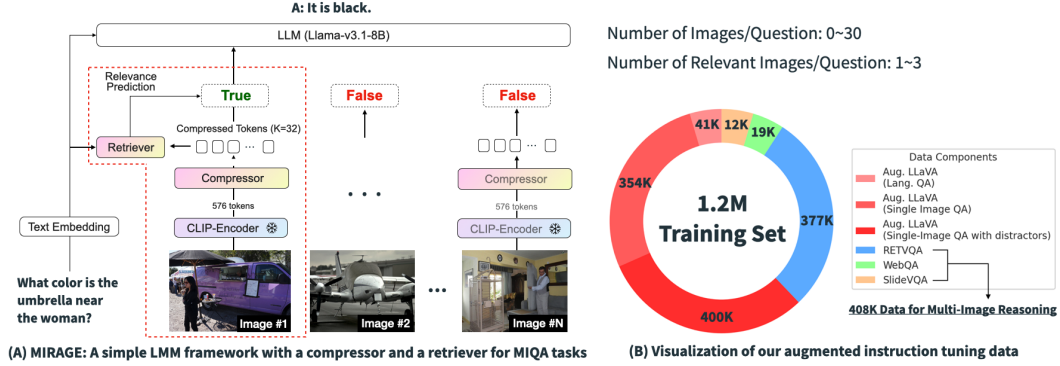 A: It is black.
LLM (Llama-v3.1-8B)
Relevance
Prediction
True
False
False
Compressed Tokens (K=32)
Retriever
Compressor
Compressor
576 tokens
576 tokens
Text Embedding
CLIP-Encoder
CLIP-Encoder
What color is the
umbrella near
the woman?
Image #1
Image #2
Image #N
(A) MIRAGE: A simple LMM framework with a compressor and a retriever for MIQA tasks
Number of Images/Question: 0~30
Number of Relevant Images/Question: 1~3
41K
12K
19K
354K
377K
400K
1.2M
Training Set
Data Components
Aug. LLaVA
(Lang. QA)
Aug. LLaVA
(Single Image QA)
Aug. LLaVA
(Single-Image QA with distractors)
RETVQA
WebQA
SlideVQA
408K Data for Multi-Image Reasoning
(B) Visualization of our augmented instruction tuning data